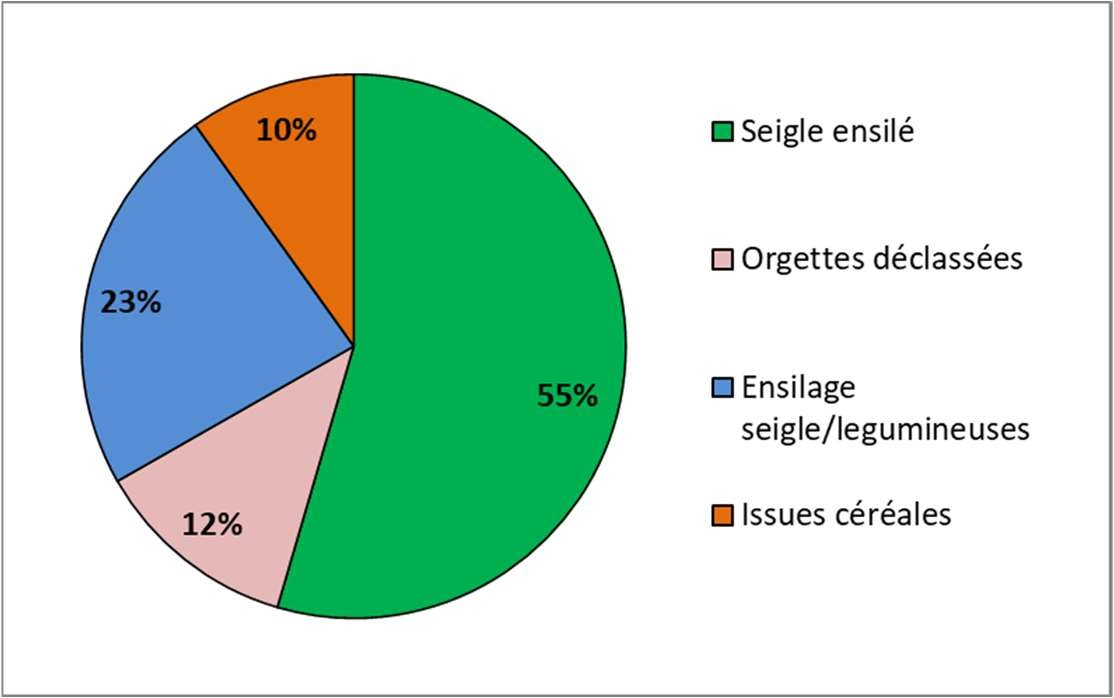 10%
23%
55%
12%
Seigle ensilé
Orgettes déclassées
Ensilage
seigle/legumineuses
Issues céréales